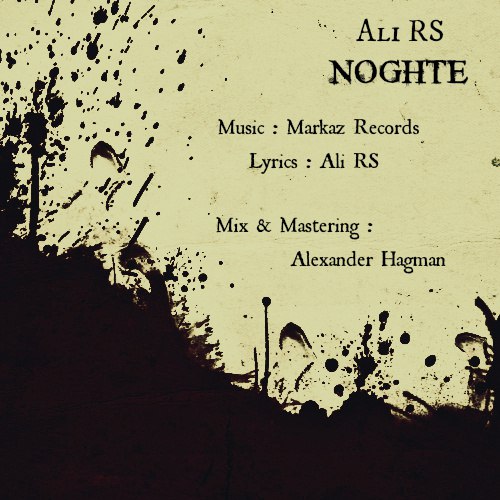 Ali RS
NOGHTE
Music : Markaz Records
Lyrics : Ali RS
Mix & Mastering :
Alexander Hagman